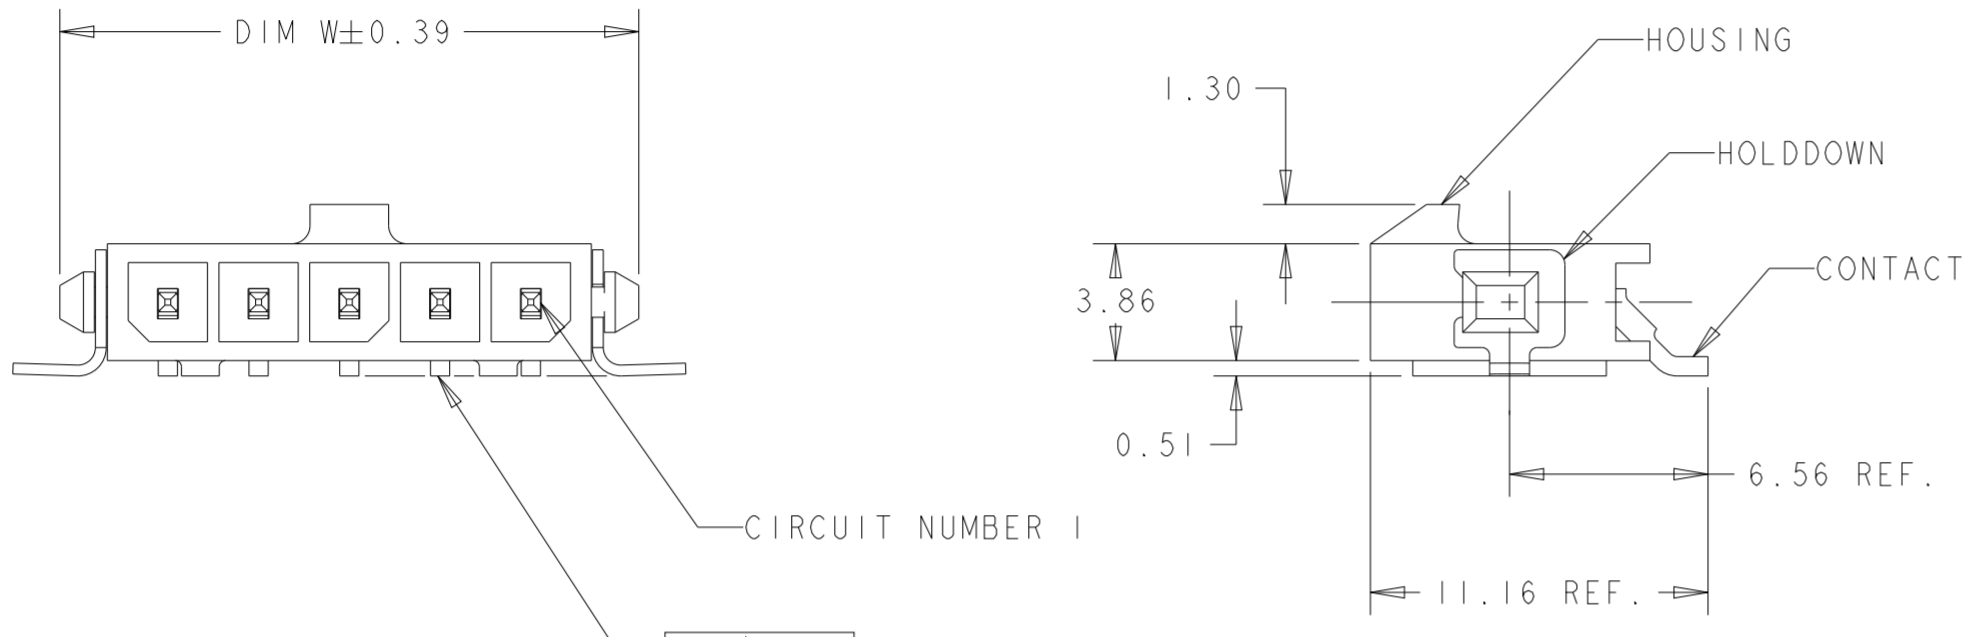 DIM W±0.39
HOUSING
1.30
HOLDDOWN
CONTACT
3.86
0.51
6.56 REF.
CIRCUIT NUMBER 1
11.16 REF.